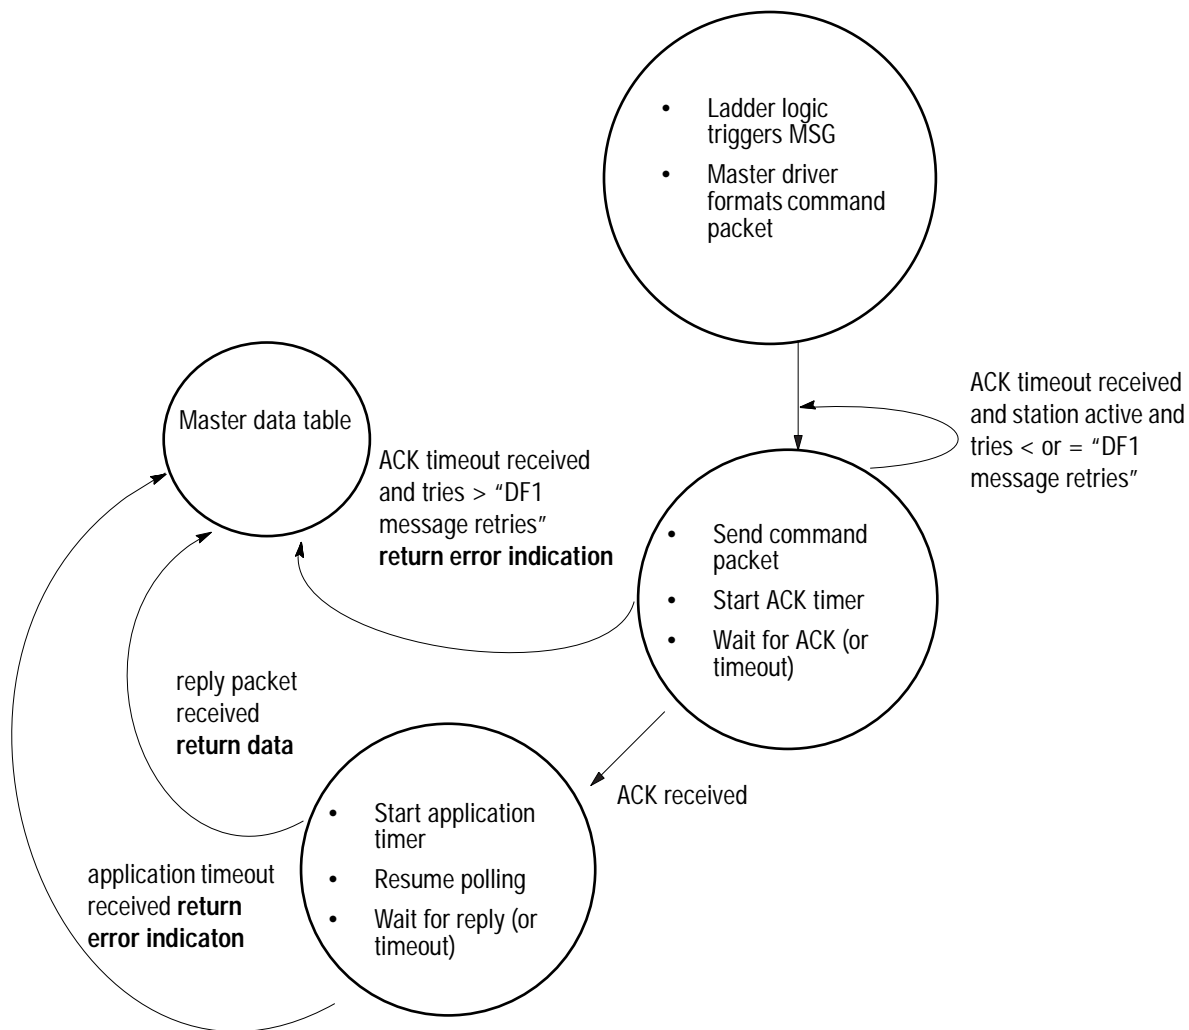 • Ladder logic
triggers MSG
• Master driver
formats command
packet
ACK timeout received
and station active and
tries < or = “DF1
message retries”
Master data table
ACK timeout received
and tries > “DF1
message retries”
return error indication
• Send command
packet
• Start ACK timer
• Wait for ACK (or
timeout)
reply packet
received
return data
ACK received
• Start application
timer
• Resume polling
• Wait for reply (or
timeout)
application timeout
received return
error indicaton